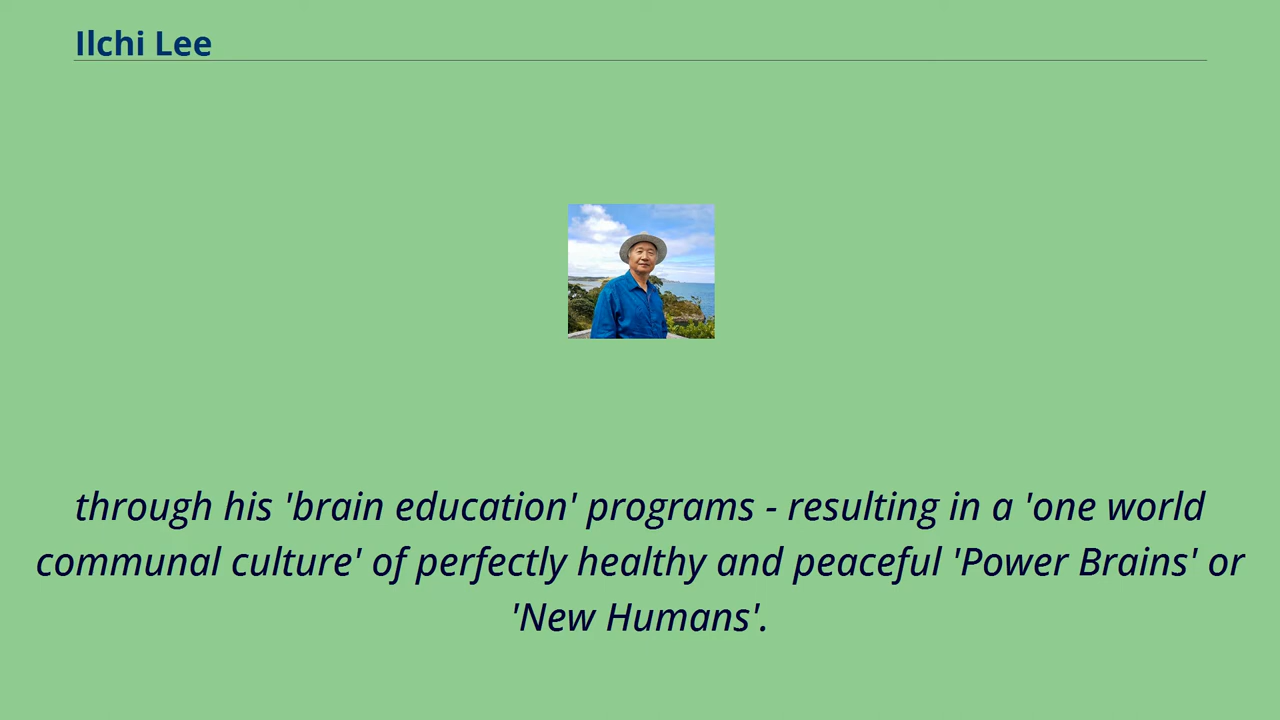 Ilchi Lee
through his 'brain education' programs - resulting in a 'one world
communal culture' of perfectly healthy and peaceful 'Power Brains' or
'New Humans'.